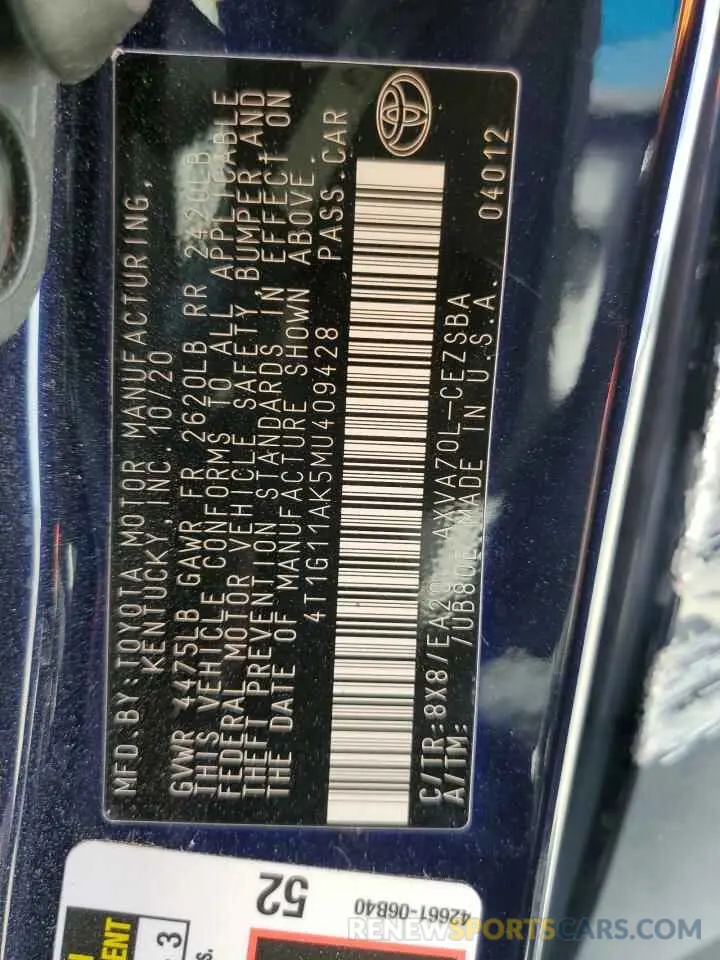 MFD.BY:TOYOTA MOTOR MANUFACTURING,
KENTUCKY,INC. 10/20
GVWR 4475LB GAWR FR 2620LB RR 2420LB
THIS VEHICLE CONFORMS TO ALL APPLICABLE
FEDERAL MOTOR VEHICLE SAFETY, BUMPER AND
THEFT PREVENTION STANDARDS IN EFFECT ON
THE DATE OF MANUFACTURE SHOWN ABOVE.
4T1G11AK5MU409428 PASS.CAR
C/TR:8X8/EA20 AXVA70L-CEZSBA
A/TM: /UB80E MADE IN U.S.A. 04012
52
42661-06B40
3
RENEWSPORTSCARS.COM